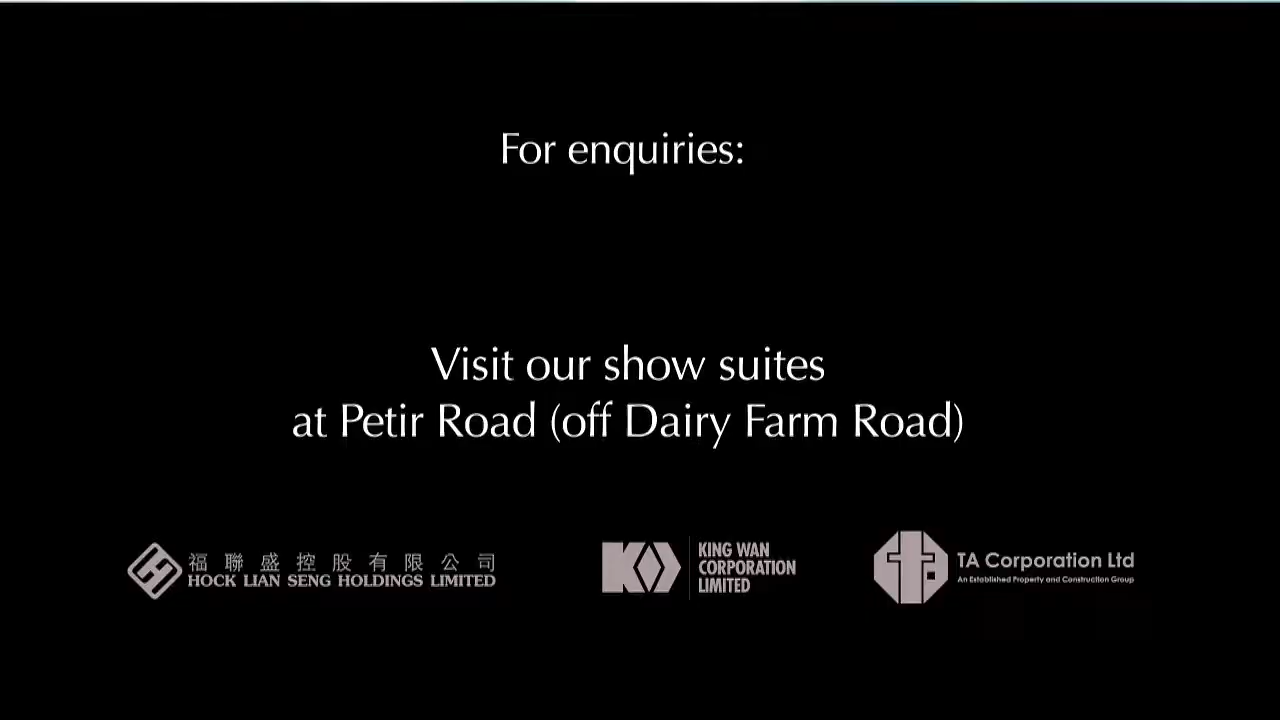 For enquiries:
Visit our show suites
at Petir Road (off Dairy Farm Road)
福聯盛控股有限公司
HOCK LIAN SENG HOLDINGS LIMITED
KING WAN
CORPORATION
LIMITED
TA Corporation Ltd
An Established Property and Construction Group